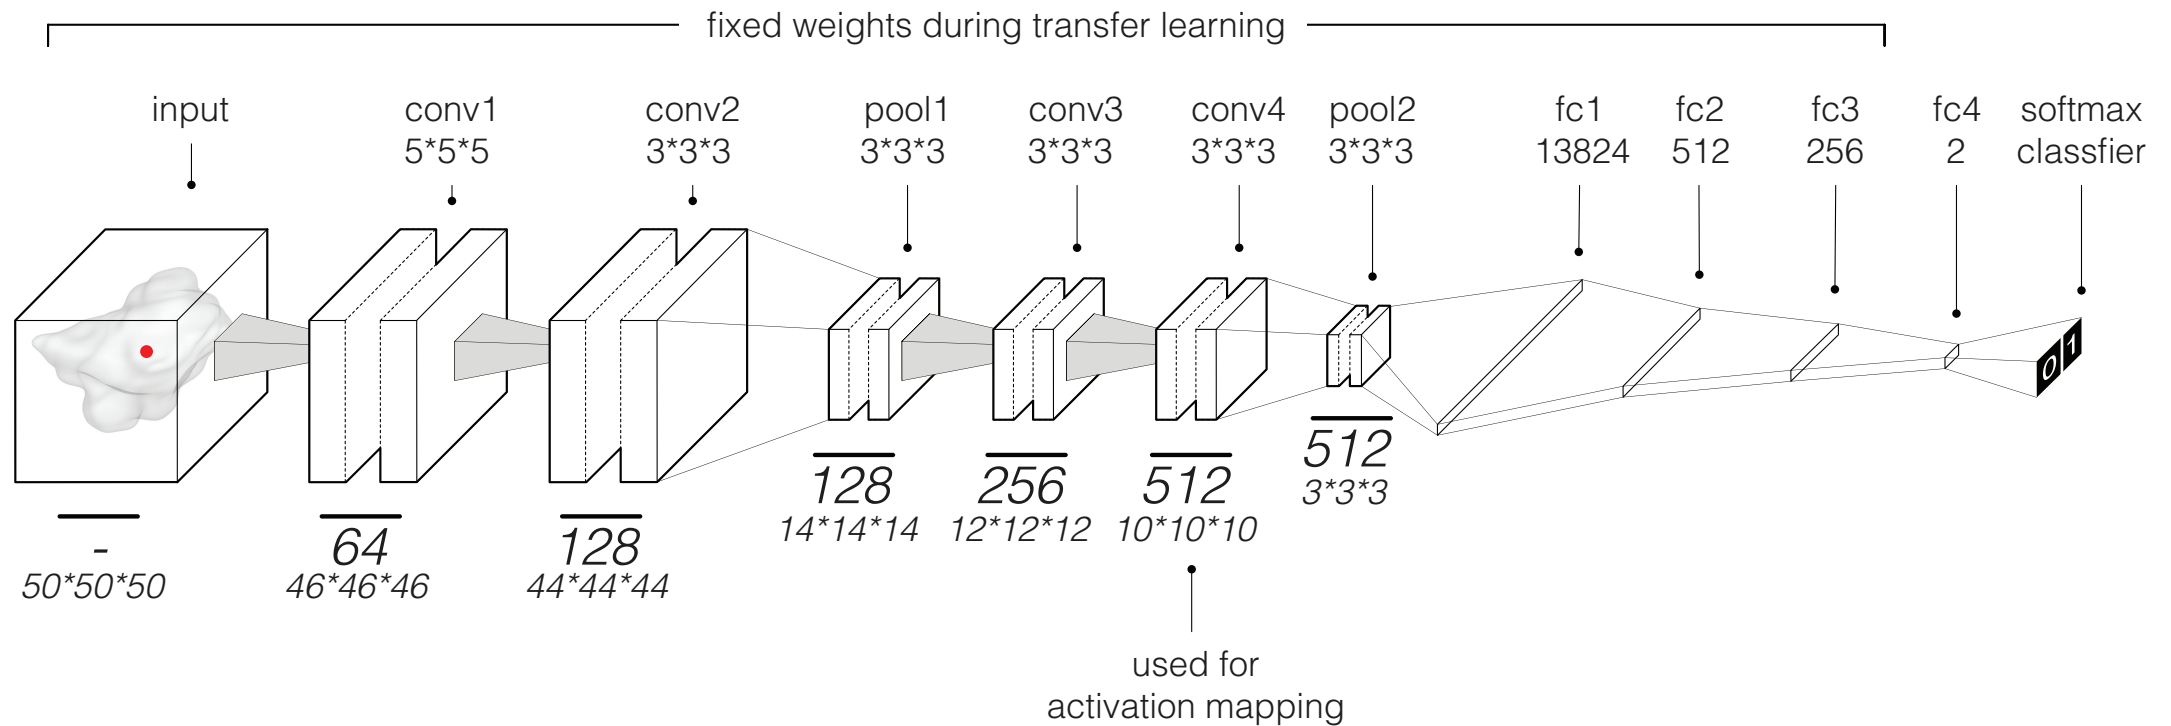 fixed weights during transfer learning
input
conv1
5*5*5
conv2
3*3*3
pool1
3*3*3
conv3
3*3*3
conv4
3*3*3
pool2
3*3*3
fc1
13824
fc2
512
fc3
256
fc4
2
softmax
classfier
0 1
-
50*50*50
64
46*46*46
128
44*44*44
128
14*14*14
256
12*12*12
512
10*10*10
512
3*3*3
used for
activation mapping